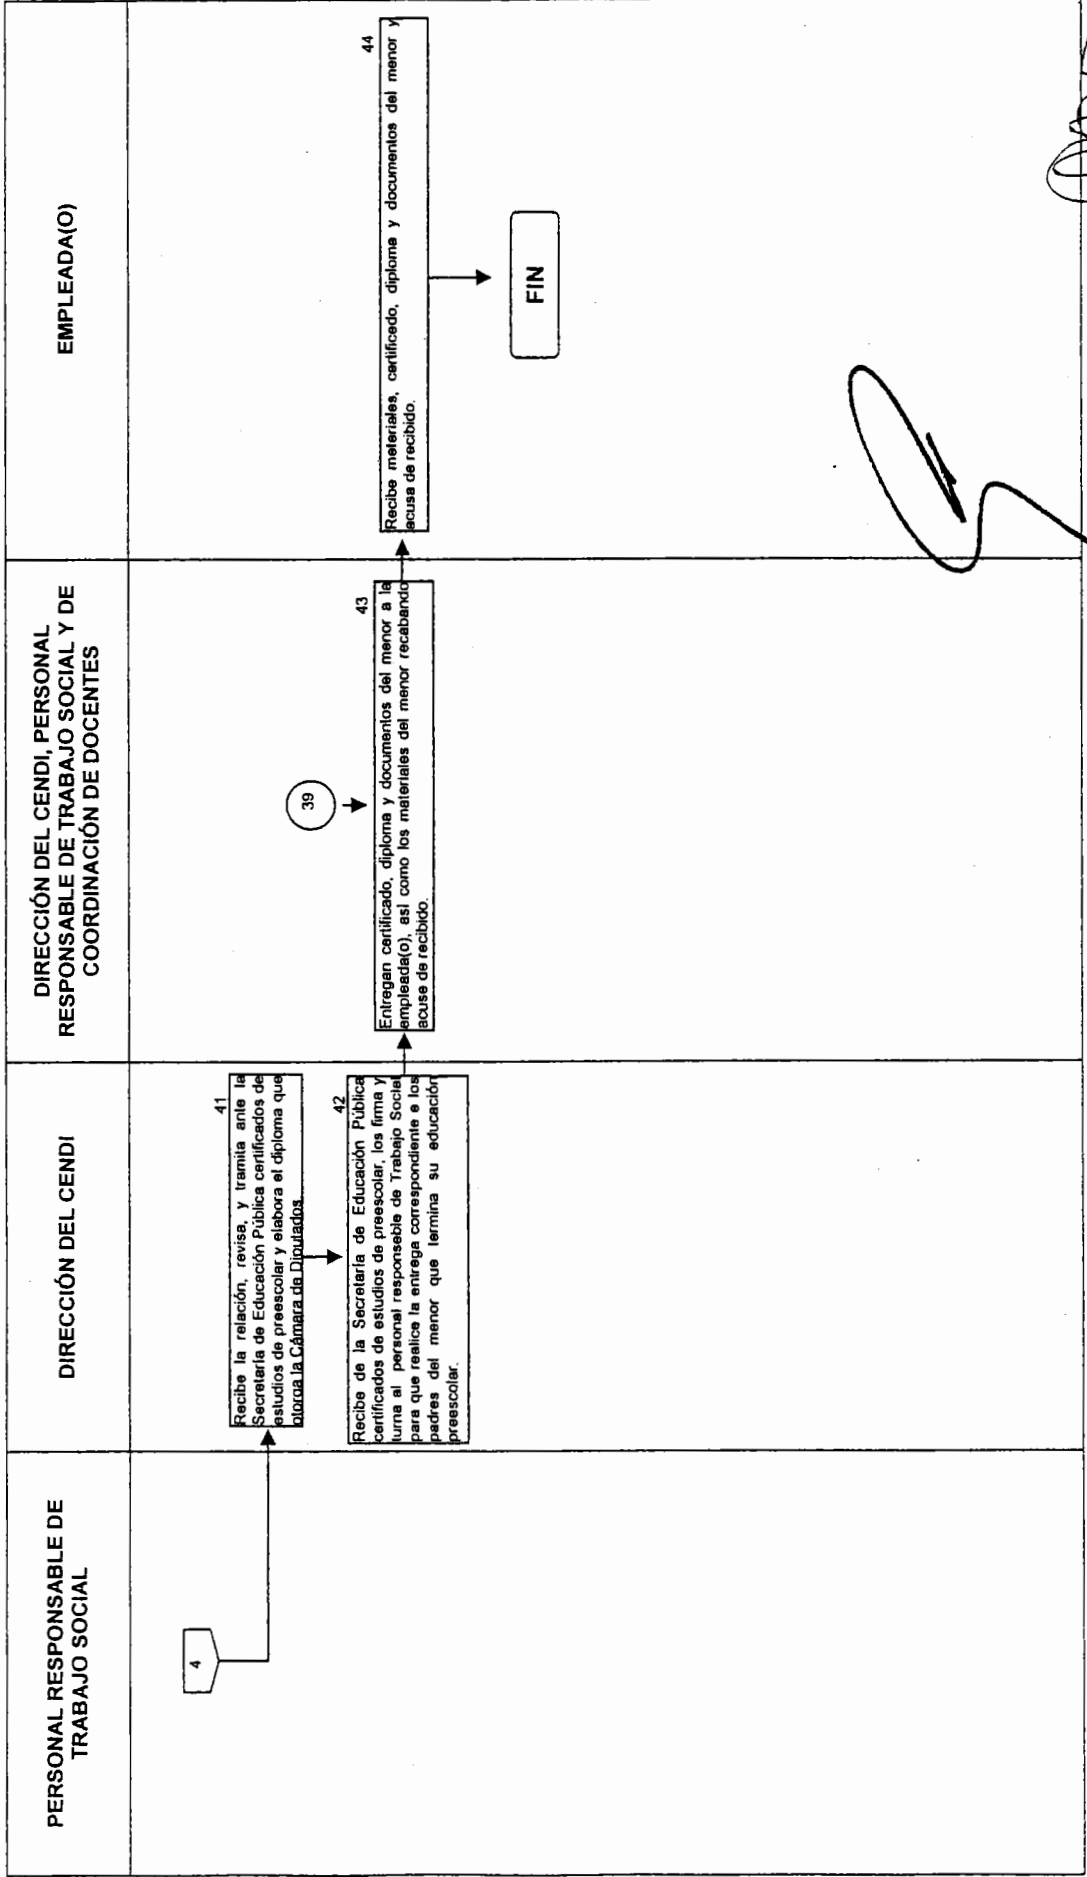 PERSONAL RESPONSABLE DE
TRABAJO SOCIAL
DIRECCIÓN DEL CENDI
DIRECCIÓN DEL CENDI, PERSONAL
RESPONSABLE DE TRABAJO SOCIAL Y DE
COORDINACIÓN DE DOCENTES
EMPLEADA(O)
4
41
Recibe la relación, revisa, y tramita ante la
Secretaría de Educación Pública certificados de
estudios de preescolar y elabora el diploma que
otorga la Cámara de Diputados
42
Recibe de la Secretaría de Educación Pública
certificados de estudios de preescolar, los firma y
turna al personal responsable de Trabajo Social
para que realice la entrega correspondiente a los
padres del menor que termina su educación
preescolar.
39
43
Entregan certificado, diploma y documentos del menor a la
empleada(o), así como los materiales del menor recabando
acuse de recibido.
44
Recibe materiales, certificado, diploma y documentos del menor y
acusa de recibido.
FIN